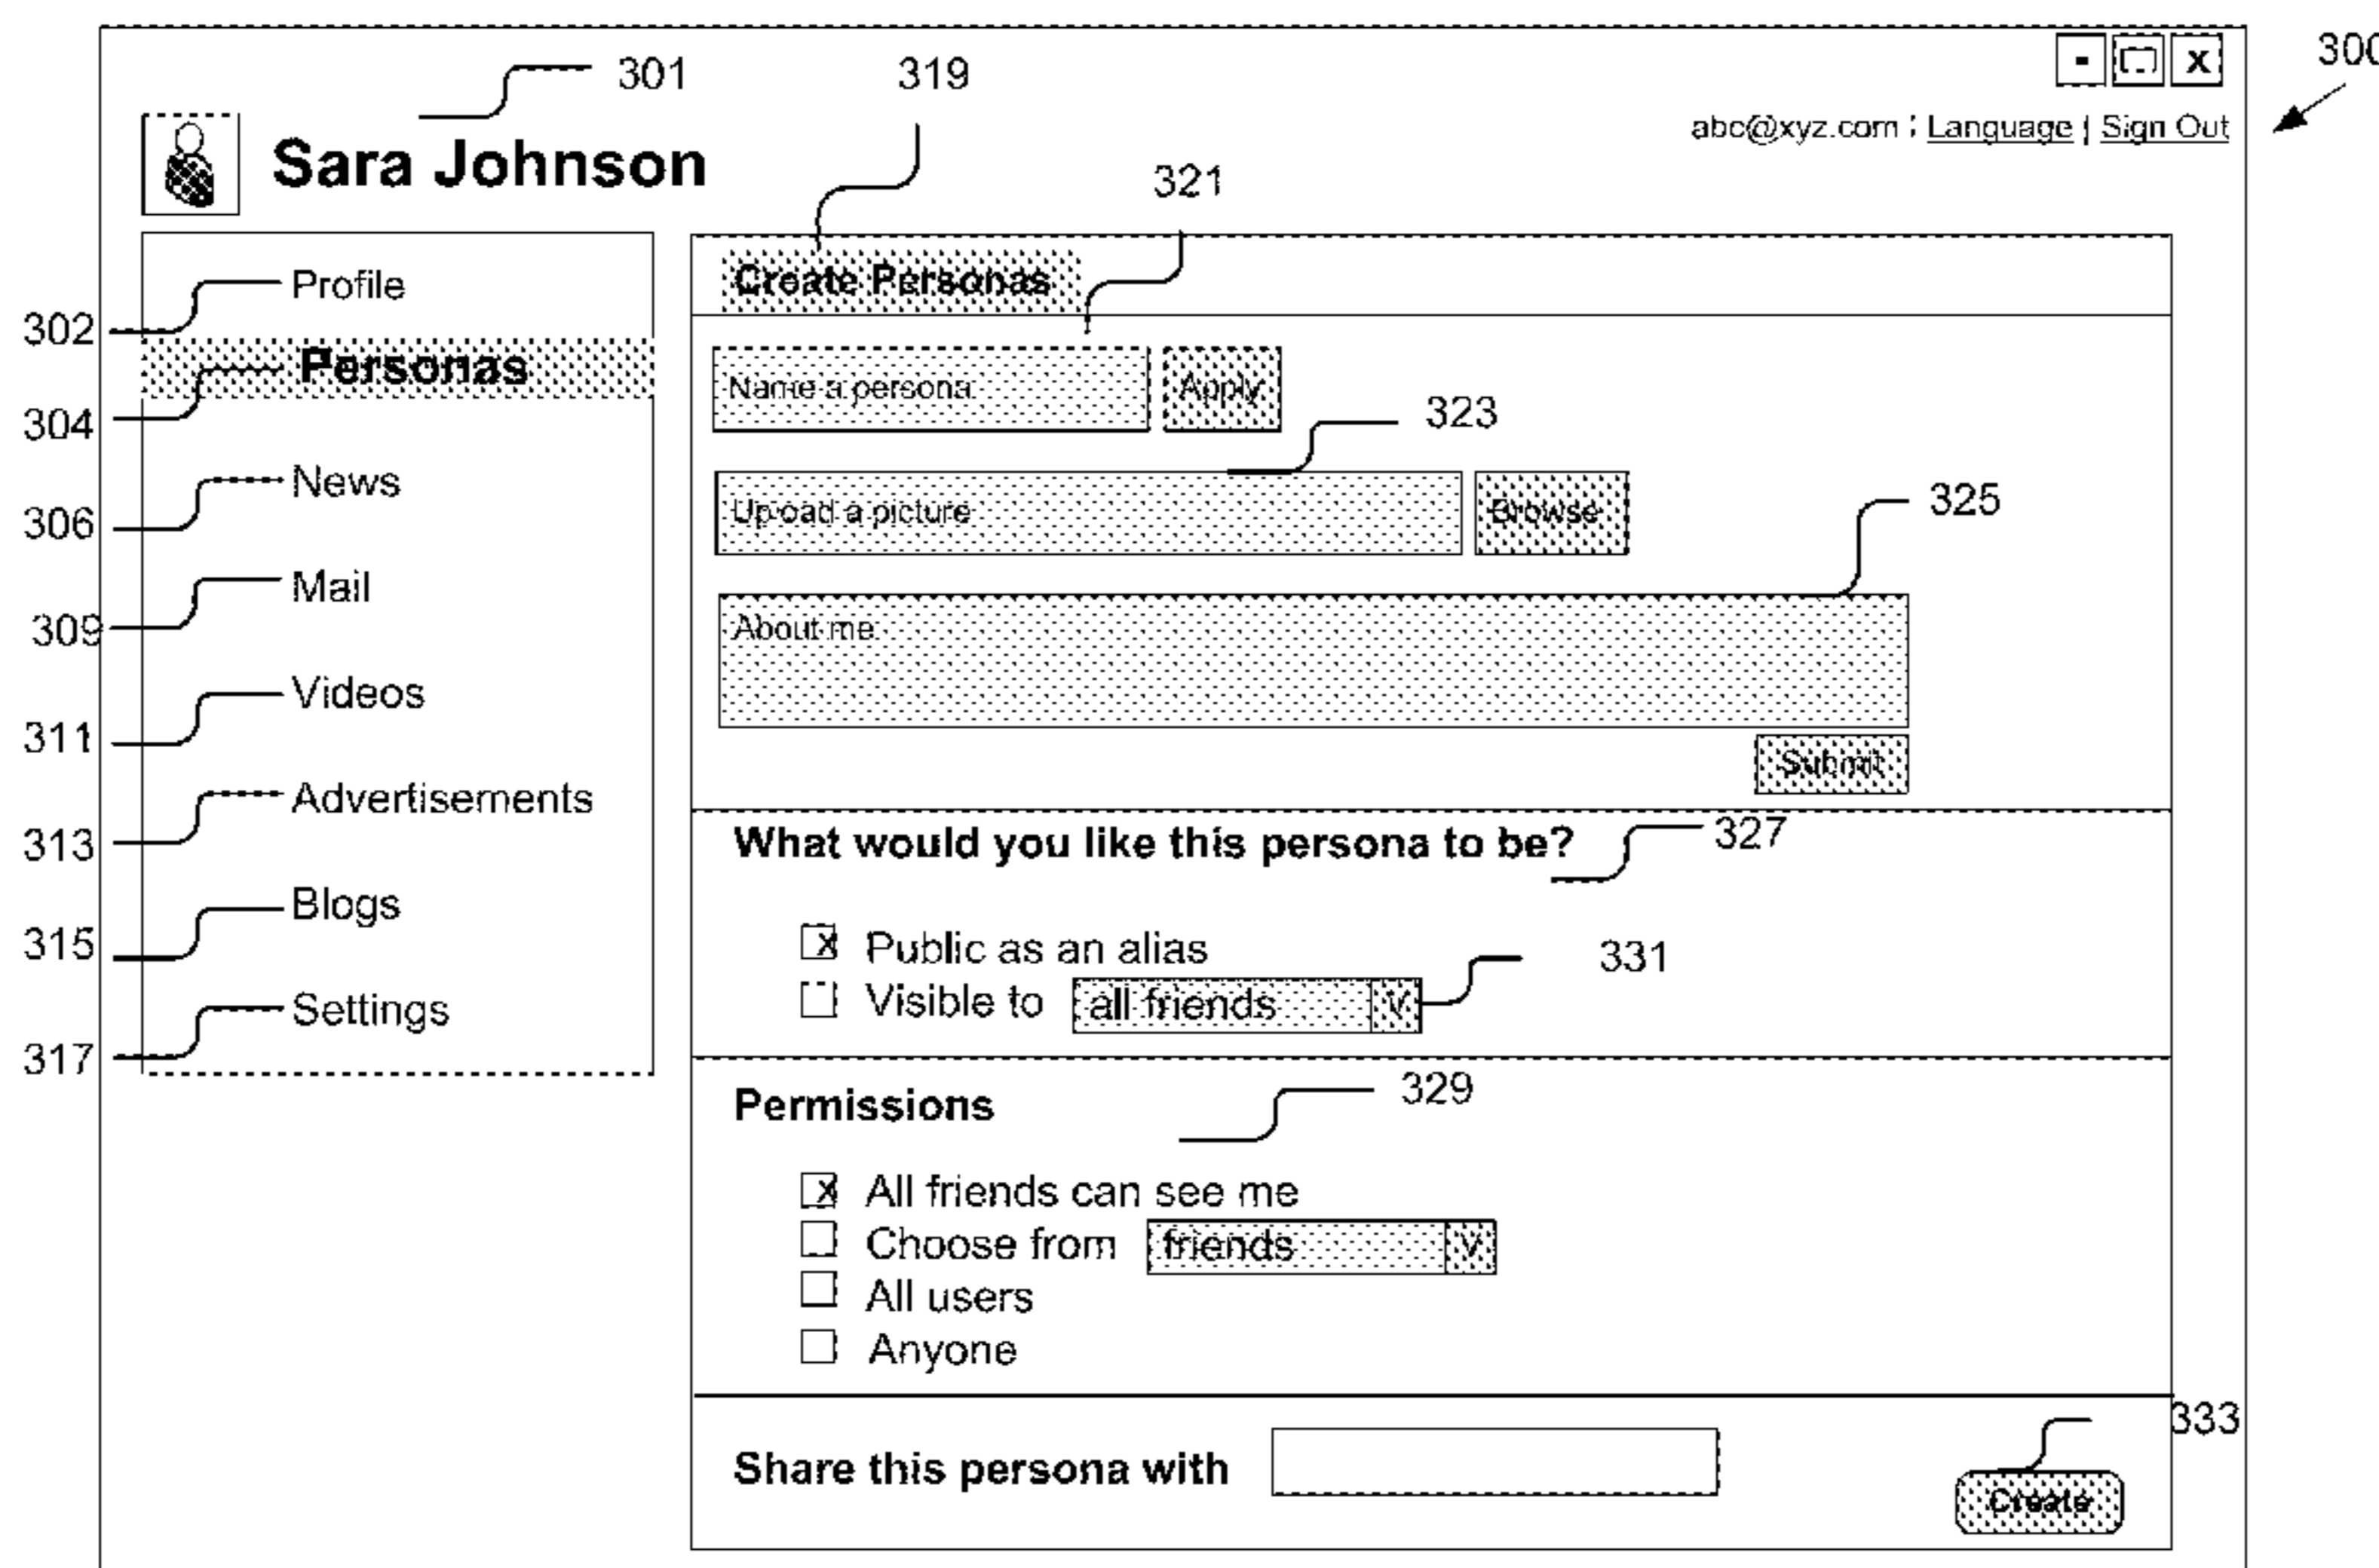 301
319
300
- x
abc@xyz.com | Language | Sign Out
Sara Johnson
321
Profile
Create Personas
302
Personas
Name a persona
Apply
304
323
News
Upload a picture
Browse
325
306
Mail
309
About me
Videos
311
Submit
Advertisements
313
What would you like this persona to be?
327
Blogs
315
x Public as an alias
331
Visible to all friends V
Settings
317
Permissions
329
x All friends can see me
Choose from friends V
All users
Anyone
333
Share this persona with
Create